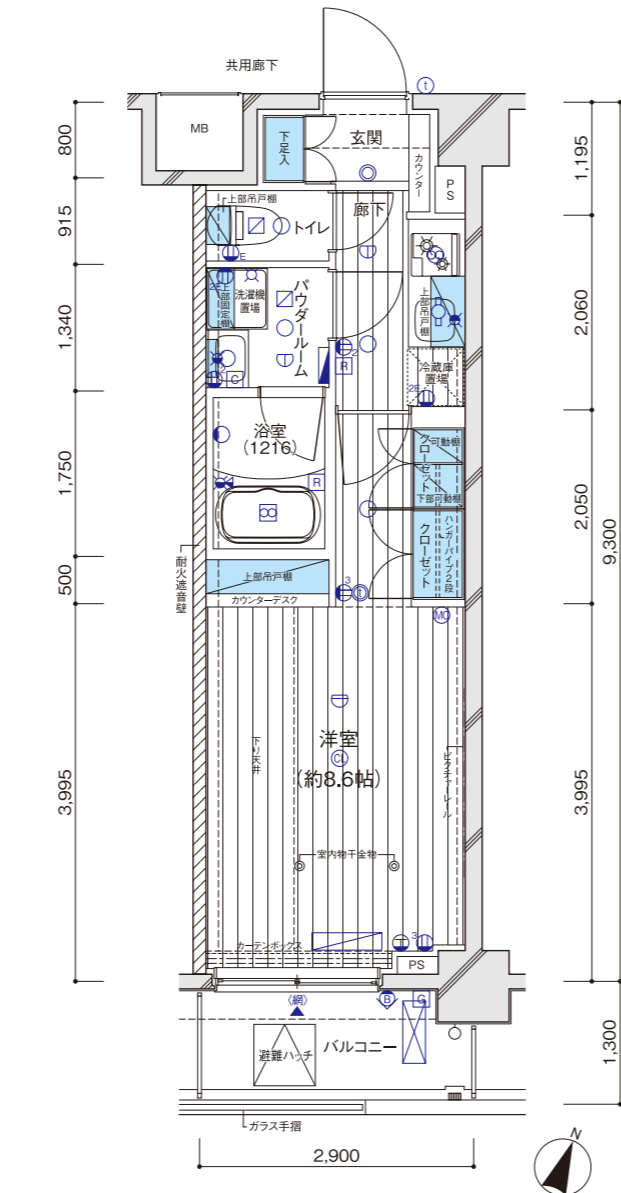 共用廊下
t
MB
下足入
玄関
カウンター
PS
上部吊戸棚
トイレ
E
廊下
2E
上部固定棚
洗濯機置場
パウダールーム
上部吊戸棚
冷蔵庫置場
2E
2
R
C
浴室
(1216)
R
クローゼット
可動棚
下部可動棚
クローゼット
ハンガーパイプ2段
上部吊戸棚
カウンターデスク
3
t
MO
耐火遮音壁
洋室
CL
(約8.6帖)
下り天井
ピクチャーレール
室内物干金物
カーテンボックス
3
PS
〈網〉
B
G
避難ハッチ
バルコニー
ガラス手摺
800
915
1,340
1,750
500
3,995
1,195
2,060
2,050
3,995
9,300
1,300
2,900
N